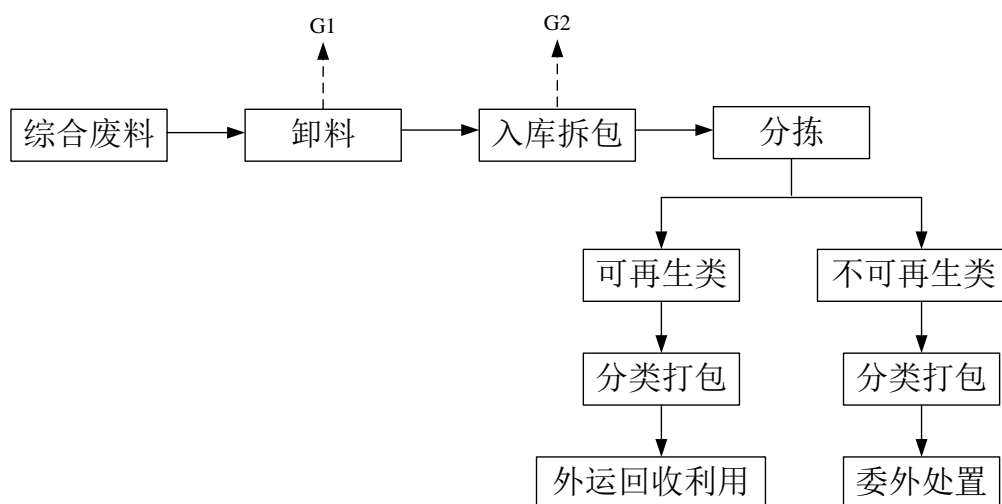 G1
G2
综合废料
卸料
入库拆包
分拣
可再生类
不可再生类
分类打包
分类打包
外运回收利用
委外处置